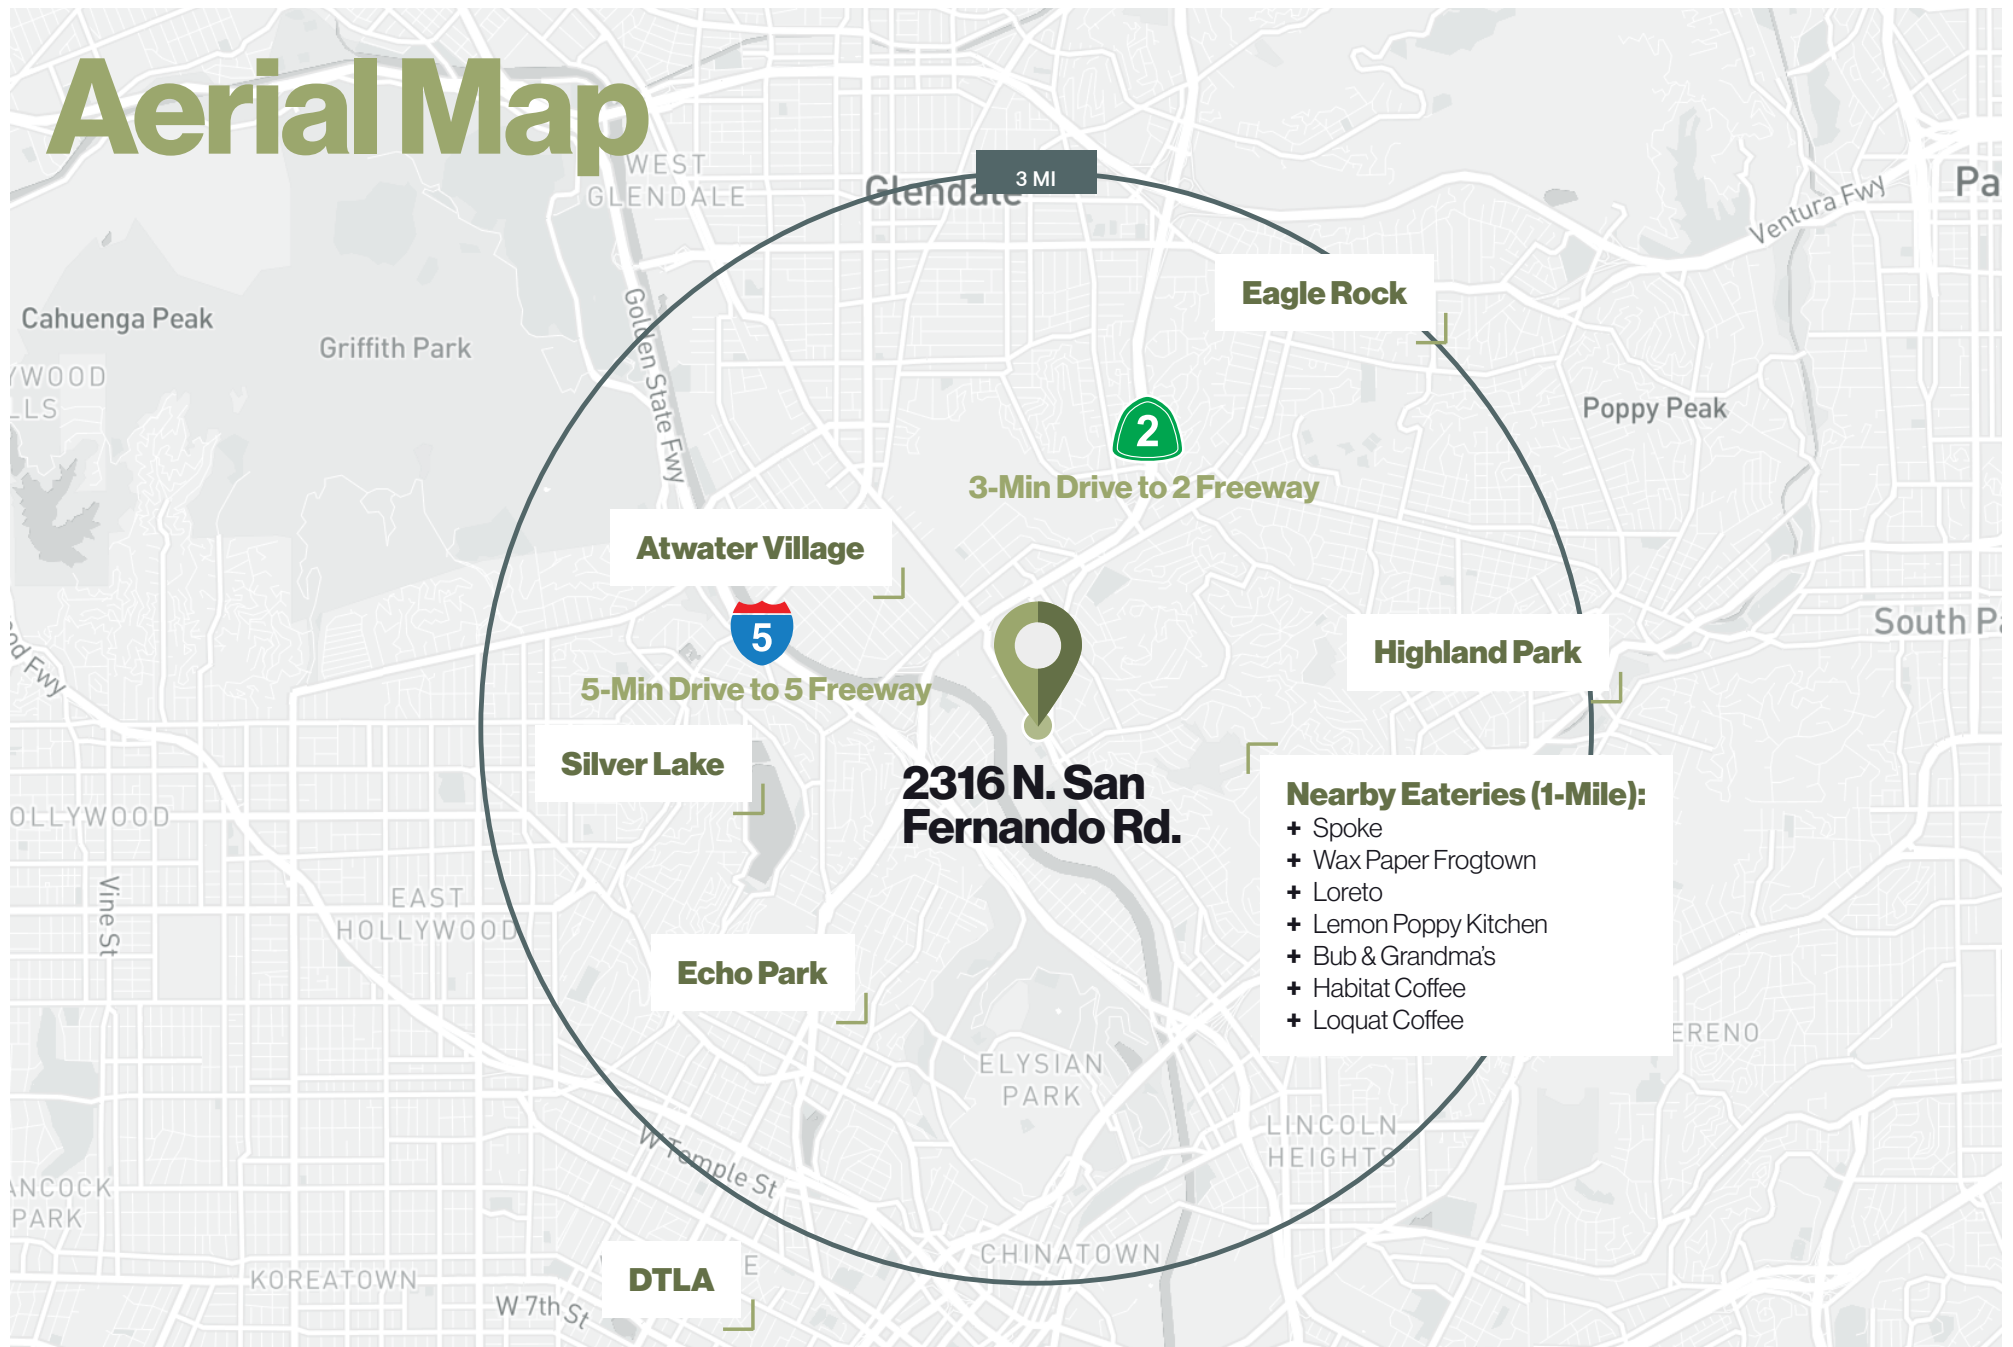 Aerial Map
WEST
GLENDALE
Glendale
3 MI
Ventura Fwy
Pa
Eagle Rock
Cahuenga Peak
Griffith Park
Golden State Fwy
YWOOD
LLS
Poppy Peak
2
3-Min Drive to 2 Freeway
Atwater Village
5
5-Min Drive to 5 Freeway
South Pa
Highland Park
od Fwy
Silver Lake
2316 N. San
Fernando Rd.
Nearby Eateries (1-Mile):
+ Spoke
+ Wax Paper Frogtown
+ Loreto
+ Lemon Poppy Kitchen
+ Bub & Grandma's
+ Habitat Coffee
+ Loquat Coffee
OLLYWOOD
Vine St
EAST
HOLLYWOOD
Echo Park
ERENO
ELYSIAN
PARK
LINCOLN
HEIGHTS
W Temple St
ANCOCK
PARK
CHINATOWN
KOREATOWN
DTLA
E
W 7th St